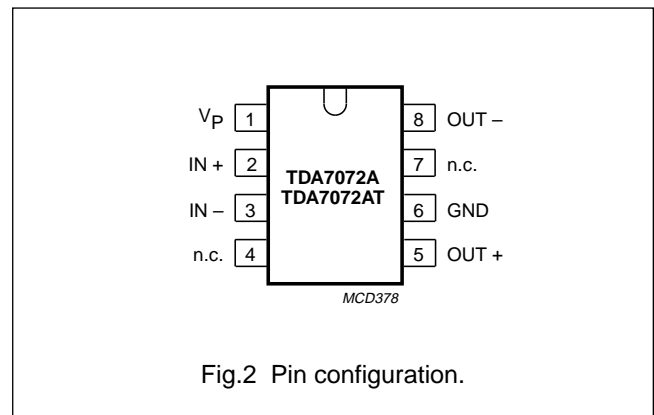 VP 1 8 OUT –
IN + 2 7 n.c.
TDA7072A
TDA7072AT
IN – 3 6 GND
n.c. 4 5 OUT +
MCD378
Fig.2 Pin configuration.